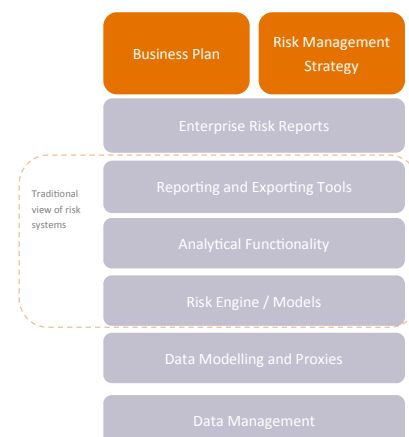 Business Plan
Risk Management
Strategy
Enterprise Risk Reports
Traditional
view of risk
systems
Reporting and Exporting Tools
Analytical Functionality
Risk Engine / Models
Data Modelling and Proxies
Data Management